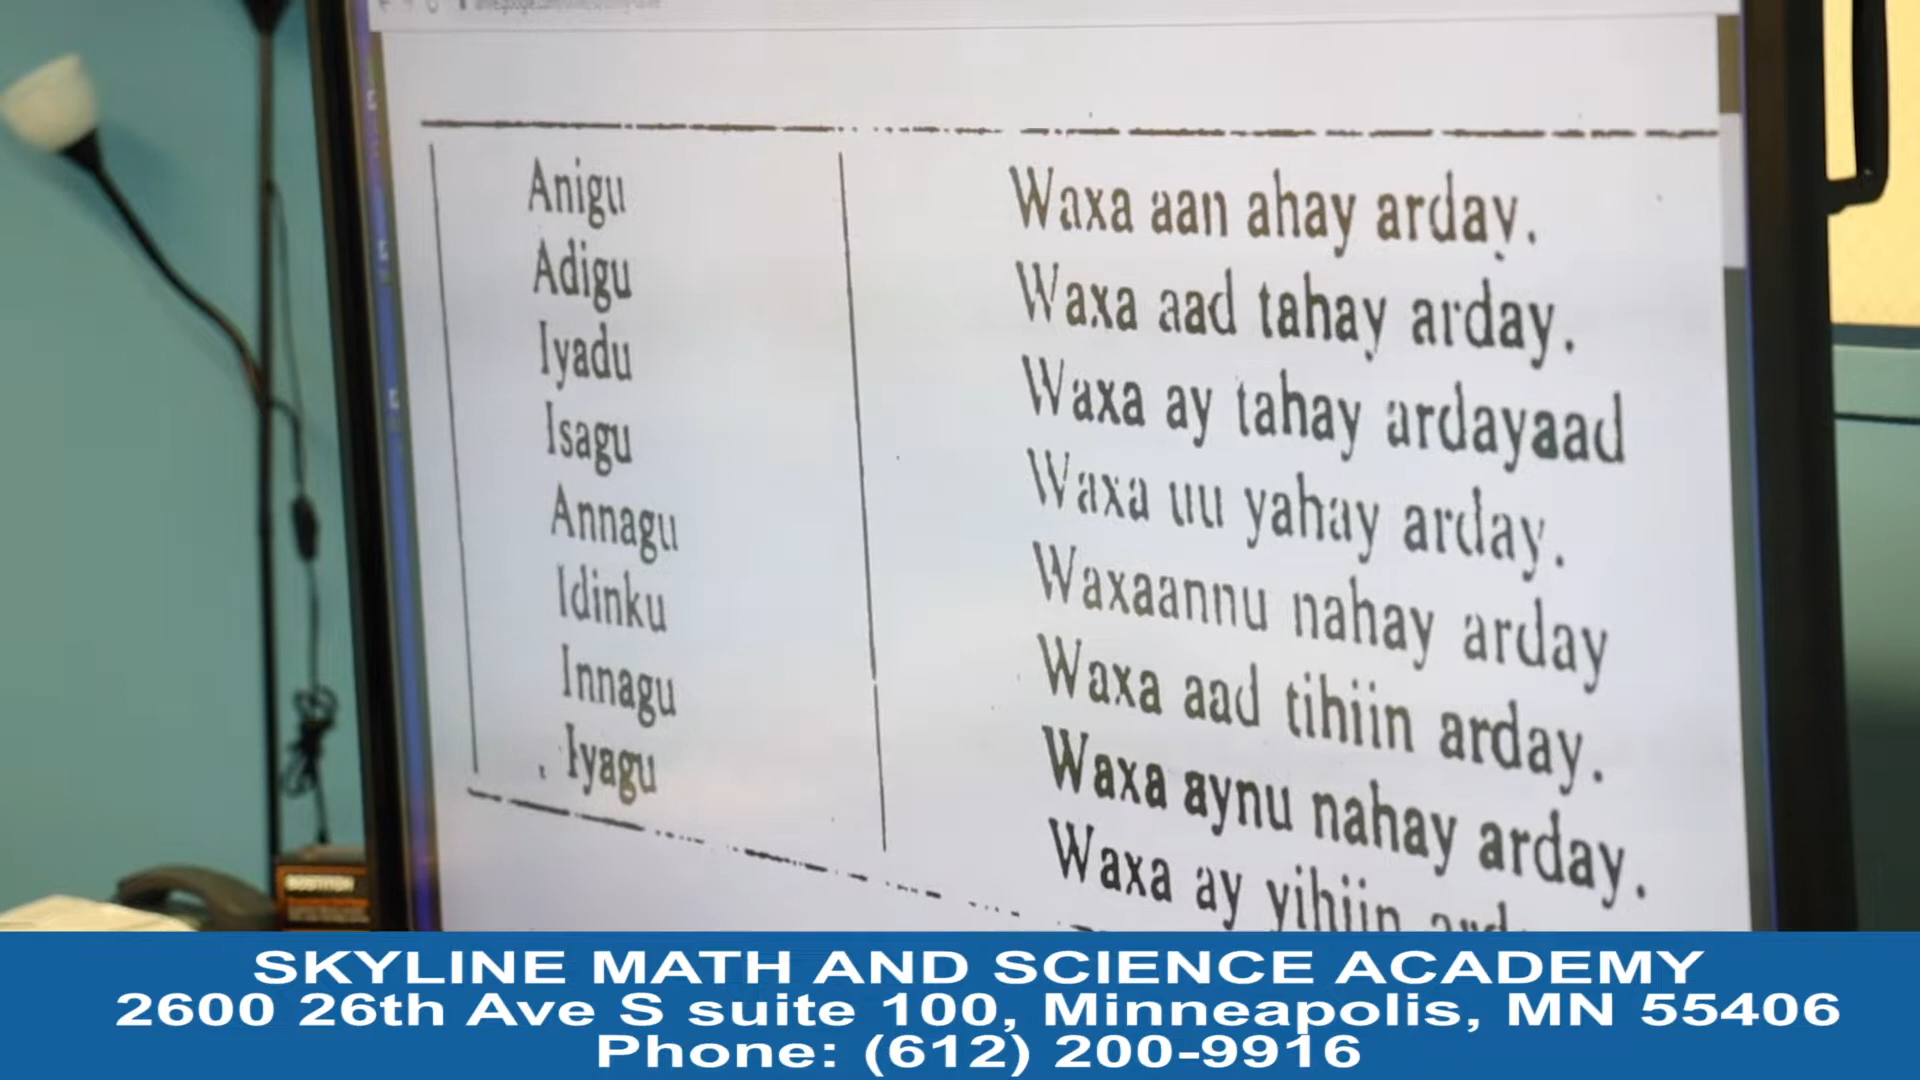 Anigu Waxa aan ahay arday.
Adigu Waxa aad tahay arday.
Iyadu Waxa ay tahay ardayaad
Isagu Waxa uu yahay arday.
Annagu Waxaannu nahay arday
Idinku Waxa aad tihiin arday.
Innagu Waxa aynu nahay arday.
Iyagu Waxa ay yihiin
BOSTITCH
SKYLINE MATH AND SCIENCE ACADEMY
2600 26th Ave S suite 100, Minneapolis, MN 55406
Phone: (612) 200-9916